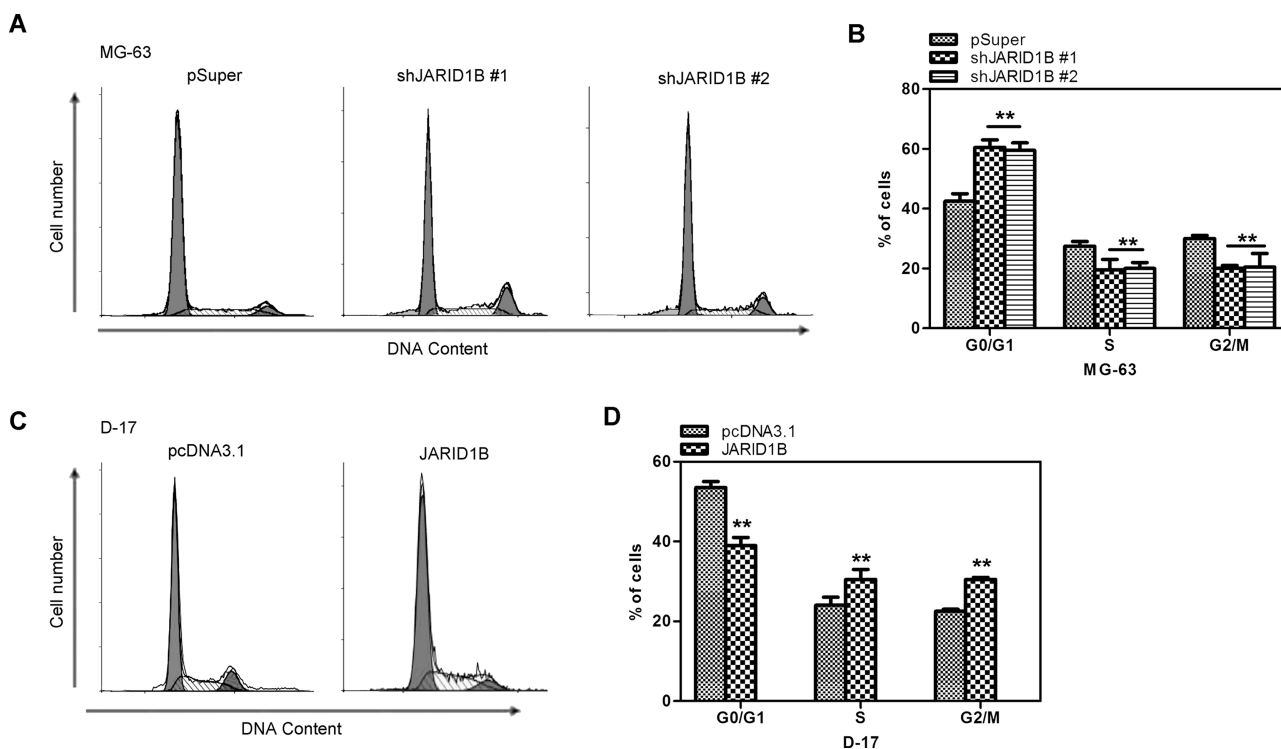 A
MG-63
pSuper
shJARID1B #1
shJARID1B #2
Cell number
DNA Content
B
pSuper
shJARID1B #1
shJARID1B #2
80
60
40
20
0
% of cells
**
**
**
G0/G1
S
G2/M
MG-63
C
D-17
pcDNA3.1
JARID1B
Cell number
DNA Content
D
pcDNA3.1
JARID1B
60
40
20
0
% of cells
**
**
**
G0/G1
S
G2/M
D-17